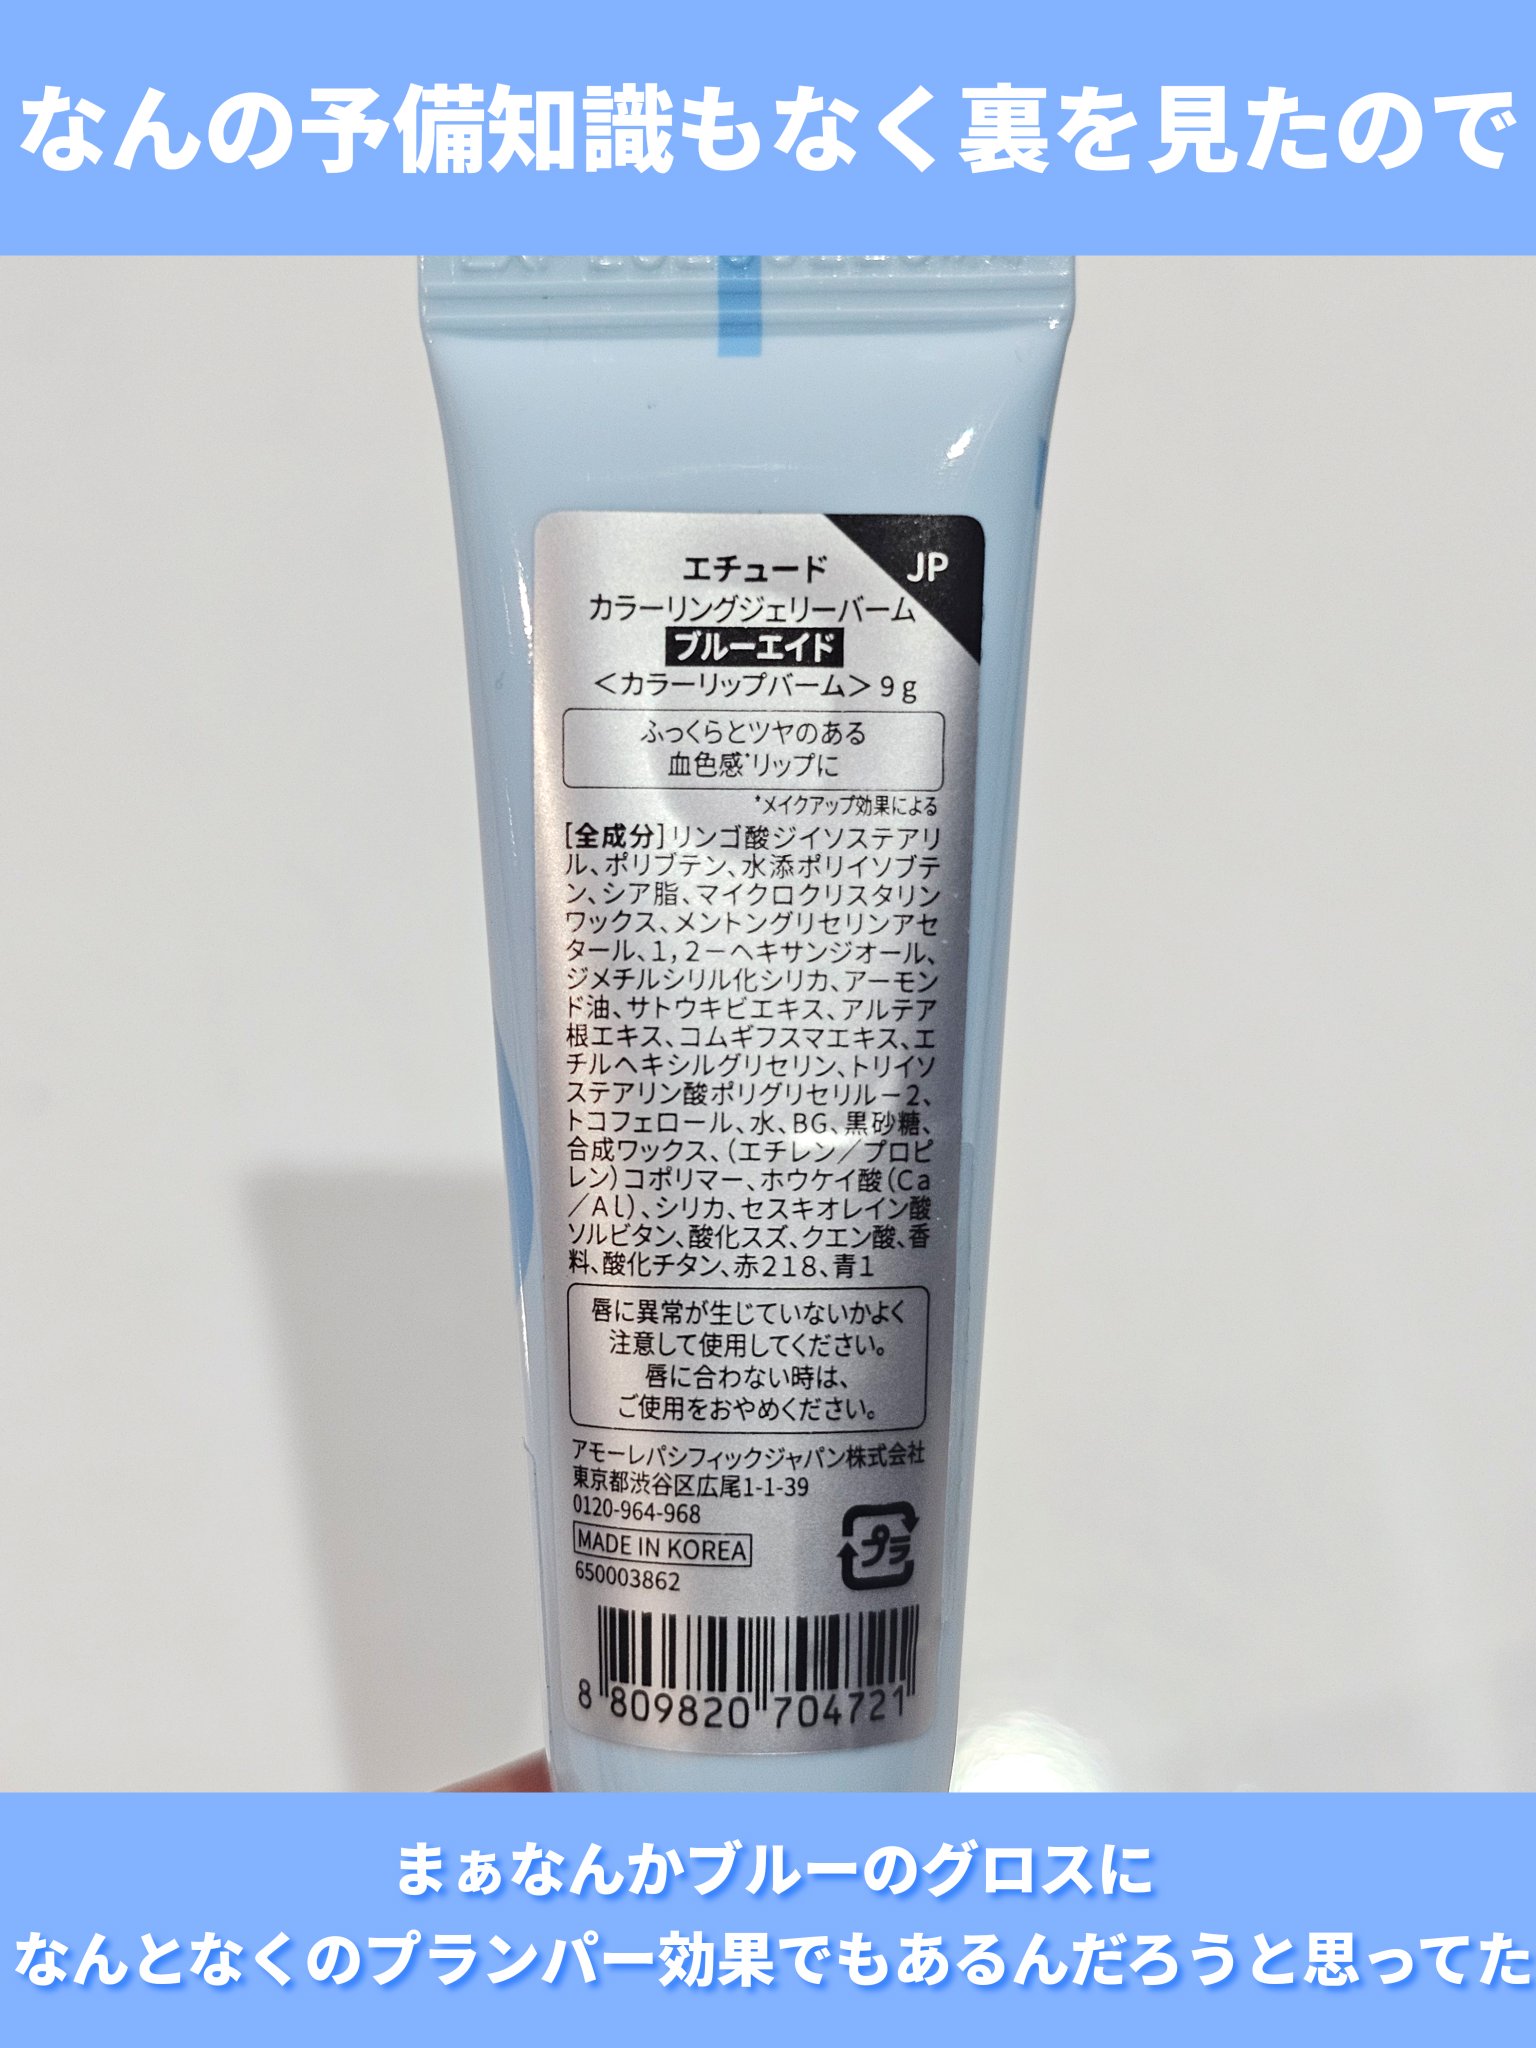 なんの予備知識もなく裏を見たので
JP
エチュード
カラーリングジェリーバーム
ブルーエイド
＜カラーリップバーム＞9g
ふっくらとツヤのある
血色感*リップに
*メイクアップ効果による
[全成分]リンゴ酸ジイソステアリ
ル、ポリブテン、水添ポリイソブテ
ン、シア脂、マイクロクリスタリン
ワックス、メントングリセリンアセ
タール、1,2－ヘキサンジオール、
ジメチルシリル化シリカ、アーモン
ド油、サトウキビエキス、アルテア
根エキス、コムギフスマエキス、エ
チルヘキシルグリセリン、トリイソ
ステアリン酸ポリグリセリル－2、
トコフェロール、水、BG、黒砂糖、
合成ワックス、(エチレン／プロピ
レン)コポリマー、ホウケイ酸(Ca
／Al)、シリカ、セスキオレイン酸
ソルビタン、酸化スズ、クエン酸、香
料、酸化チタン、赤218、青1
唇に異常が生じていないかよく
注意して使用してください。
唇に合わない時は、
ご使用をおやめください。
アモーレパシフィックジャパン株式会社
東京都渋谷区広尾1-1-39
0120-964-968
MADE IN KOREA
プラ
650003862
8 809820 704721
まぁなんかブルーのグロスに
なんとなくのプランパー効果でもあるんだろうと思ってた